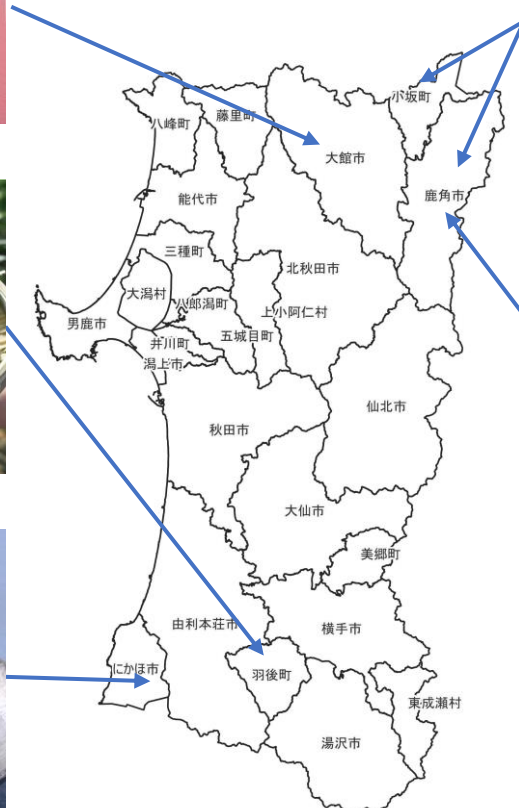 小坂町
八峰町
藤里町
大館市
鹿角市
能代市
三種町
北秋田市
大潟村
八郎潟町
上小阿仁村
男鹿市
五城目町
井川町
潟上市
仙北市
秋田市
大仙市
美郷町
由利本荘市
横手市
にかほ市
羽後町
東成瀬村
湯沢市